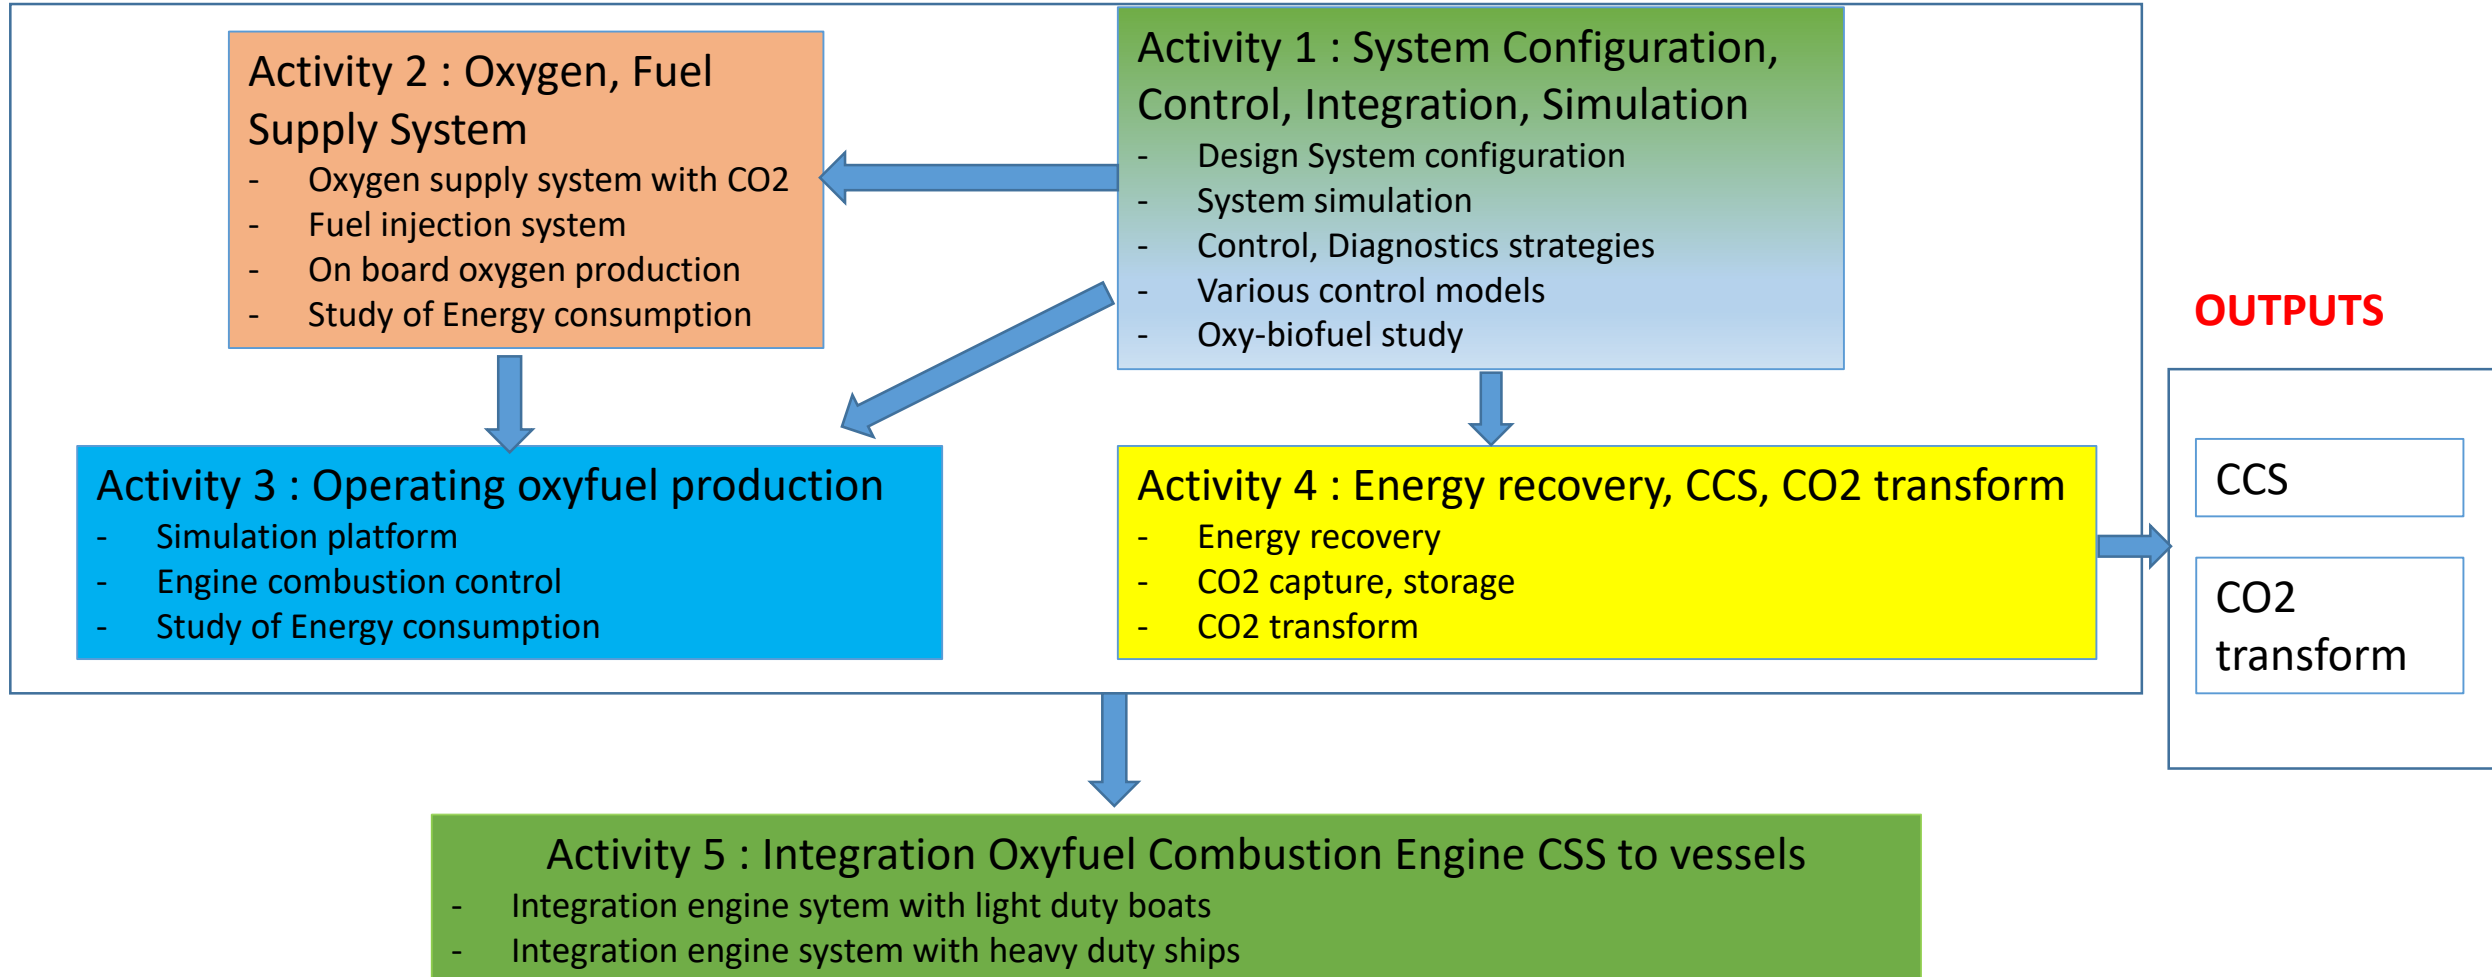 Activity 2 : Oxygen, Fuel
Supply System
- Oxygen supply system with CO2
- Fuel injection system
- On board oxygen production
- Study of Energy consumption
Activity 1 : System Configuration,
Control, Integration, Simulation
- Design System configuration
- System simulation
- Control, Diagnostics strategies
- Various control models
- Oxy-biofuel study
Activity 3 : Operating oxyfuel production
- Simulation platform
- Engine combustion control
- Study of Energy consumption
Activity 4 : Energy recovery, CCS, CO2 transform
- Energy recovery
- CO2 capture, storage
- CO2 transform
OUTPUTS
CCS
CO2
transform
Activity 5 : Integration Oxyfuel Combustion Engine CSS to vessels
- Integration engine sytem with light duty boats
- Integration engine system with heavy duty ships